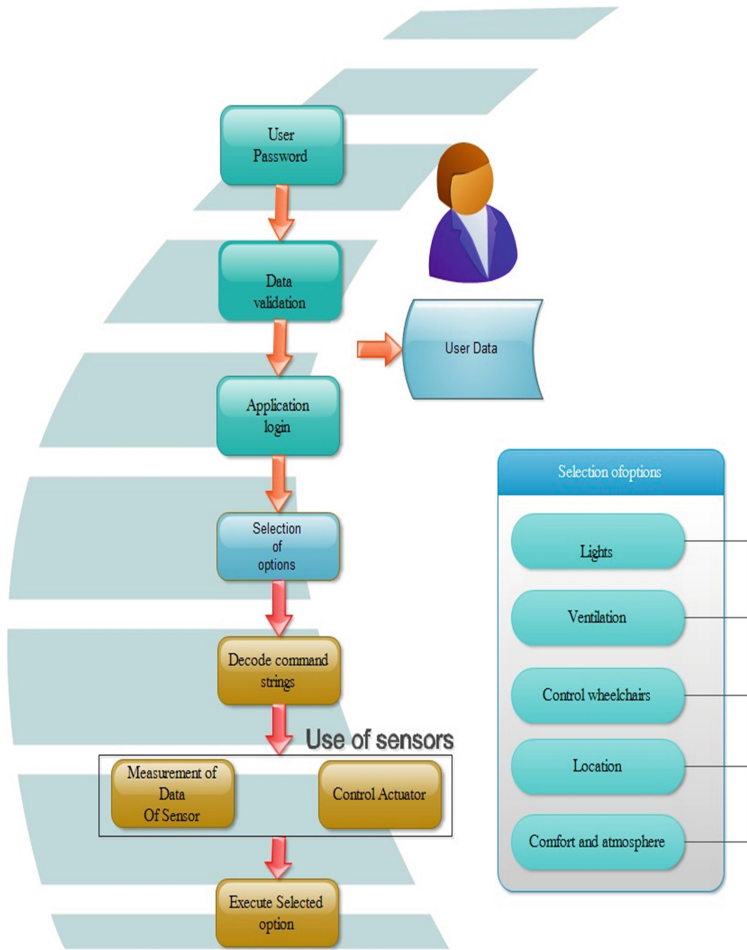 User
Password
Data
validation
User Data
Application
login
Selection
of
options
Decode command
strings
Use of sensors
Measurement of
Data
Of Sensor
Control Actuator
Execute Selected
option
Selection ofoptions
Lights
Ventilation
Control wheelchairs
Location
Comfort and atmosphere